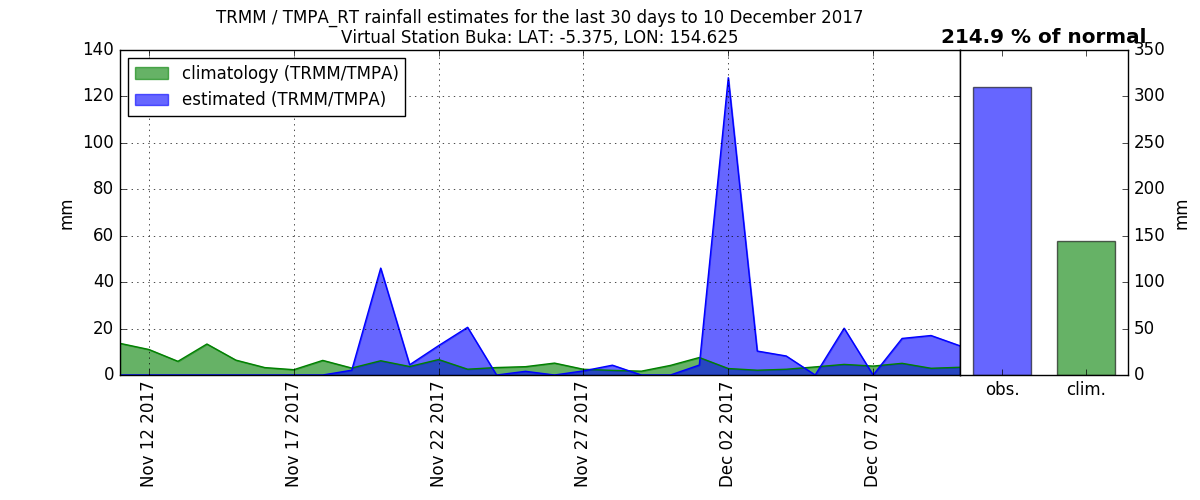 TRMM / TMPA_RT rainfall estimates for the last 30 days to 10 December 2017
Virtual Station Buka: LAT: -5.375, LON: 154.625
214.9 % of normal
climatology (TRMM/TMPA)
estimated (TRMM/TMPA)
140
120
100
80
60
40
20
0
mm
Nov 12 2017
Nov 17 2017
Nov 22 2017
Nov 27 2017
Dec 02 2017
Dec 07 2017
obs.
clim.
350
300
250
200
150
100
50
0
mm